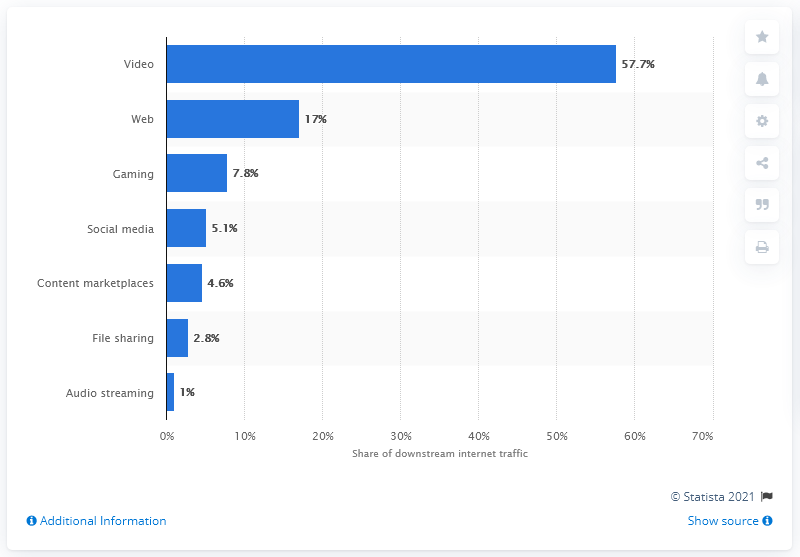 Video 57.7%
Web 17%
Gaming 7.8%
Social media 5.1%
Content marketplaces 4.6%
File sharing 2.8%
Audio streaming 1%
0% 10% 20% 30% 40% 50% 60% 70%
Share of downstream internet traffic
© Statista 2021
Additional Information Show source